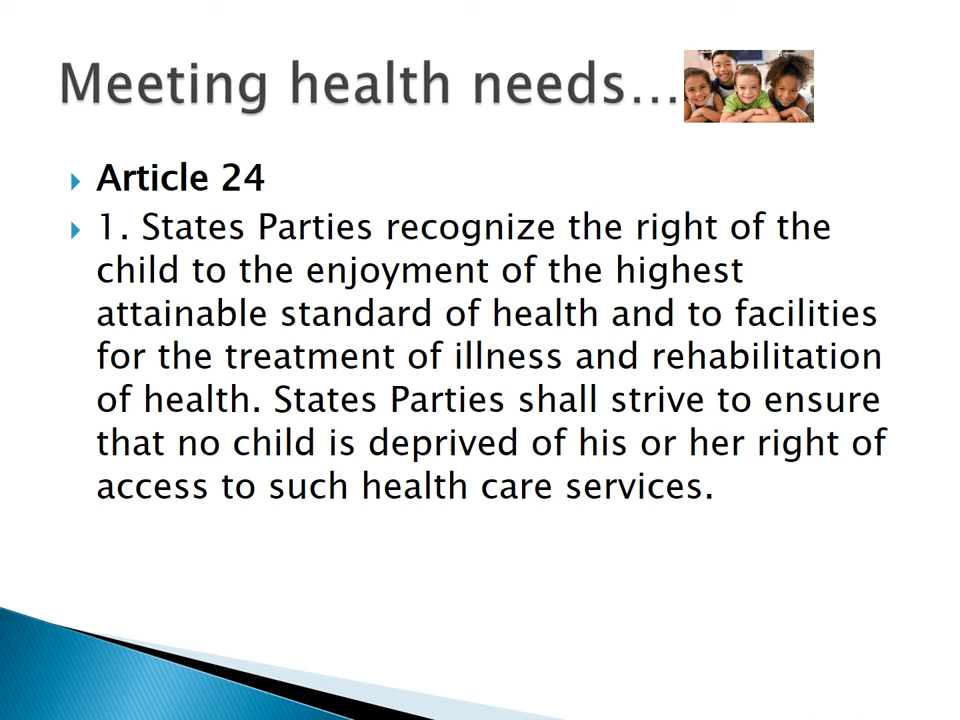 Meeting health needs…
Article 24
1. States Parties recognize the right of the
child to the enjoyment of the highest
attainable standard of health and to facilities
for the treatment of illness and rehabilitation
of health. States Parties shall strive to ensure
that no child is deprived of his or her right of
access to such health care services.